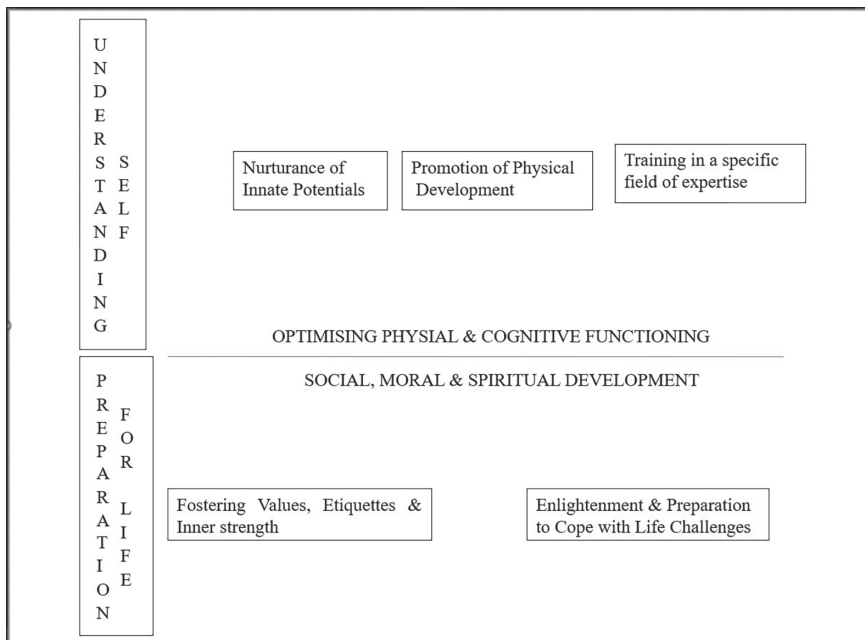 UNDERSTANDING
SELF
Nurturance of
Innate Potentials
Promotion of Physical
Development
Training in a specific
field of expertise
OPTIMISING PHYSIAL & COGNITIVE FUNCTIONING
SOCIAL, MORAL & SPIRITUAL DEVELOPMENT
PREPARATION
FOR LIFE
Fostering Values, Etiquettes &
Inner strength
Enlightenment & Preparation
to Cope with Life Challenges